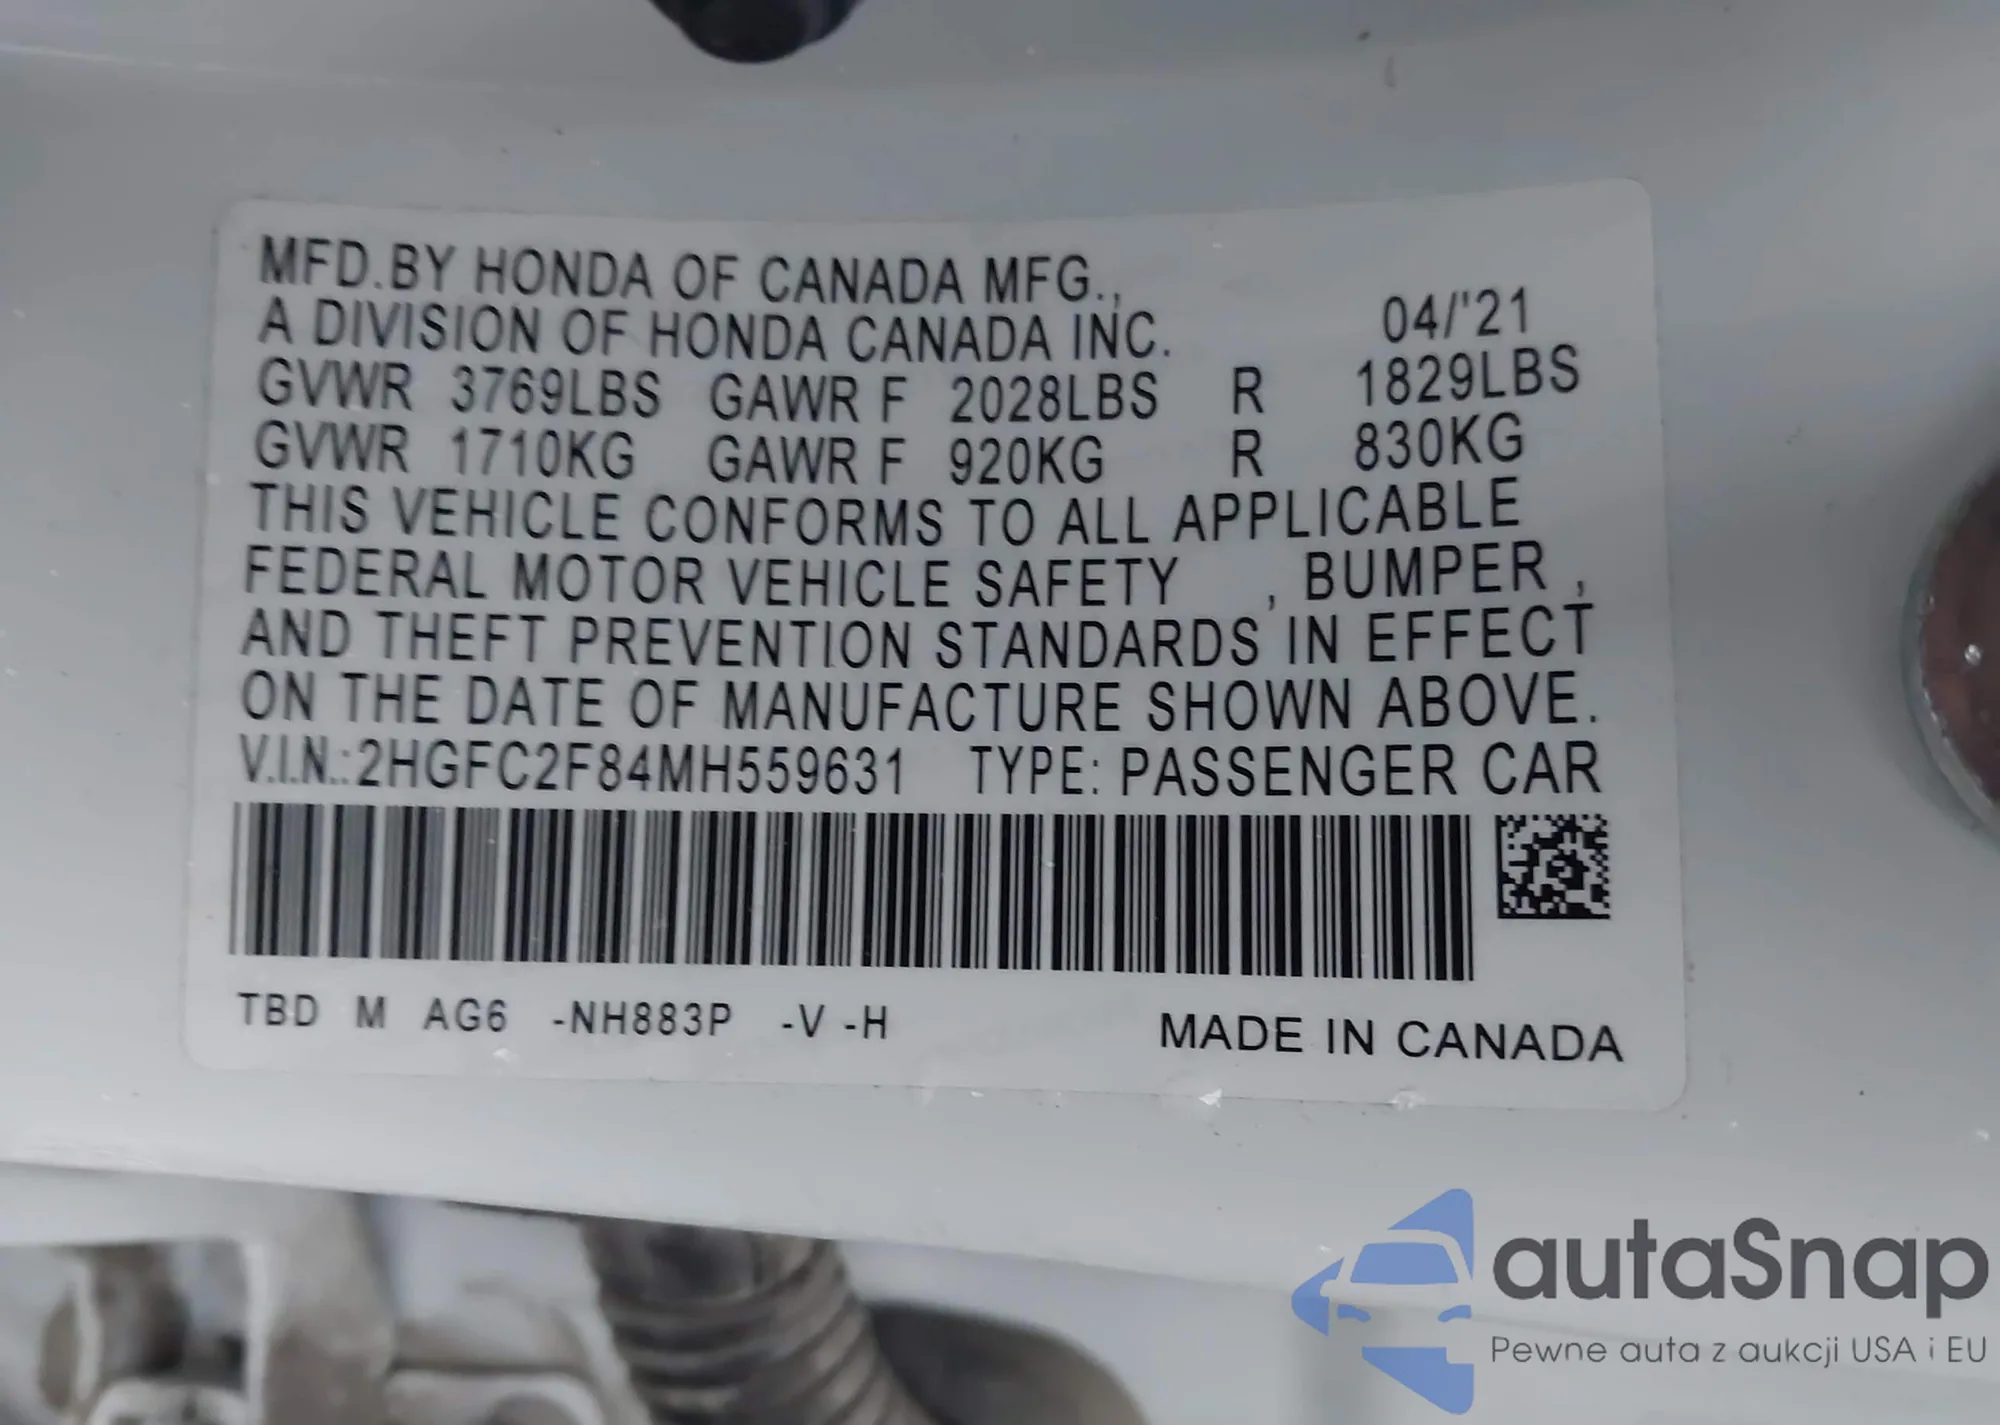 MFD.BY HONDA OF CANADA MFG.,
A DIVISION OF HONDA CANADA INC. 04/'21
GVWR 3769LBS GAWR F 2028LBS R 1829LBS
GVWR 1710KG GAWR F 920KG R 830KG
THIS VEHICLE CONFORMS TO ALL APPLICABLE
FEDERAL MOTOR VEHICLE SAFETY , BUMPER ,
AND THEFT PREVENTION STANDARDS IN EFFECT
ON THE DATE OF MANUFACTURE SHOWN ABOVE.
V.I.N.:2HGFC2F84MH559631 TYPE: PASSENGER CAR
TBD M AG6 -NH883P -V -H MADE IN CANADA
autaSnap
Pewne auta z aukcji USA i EU